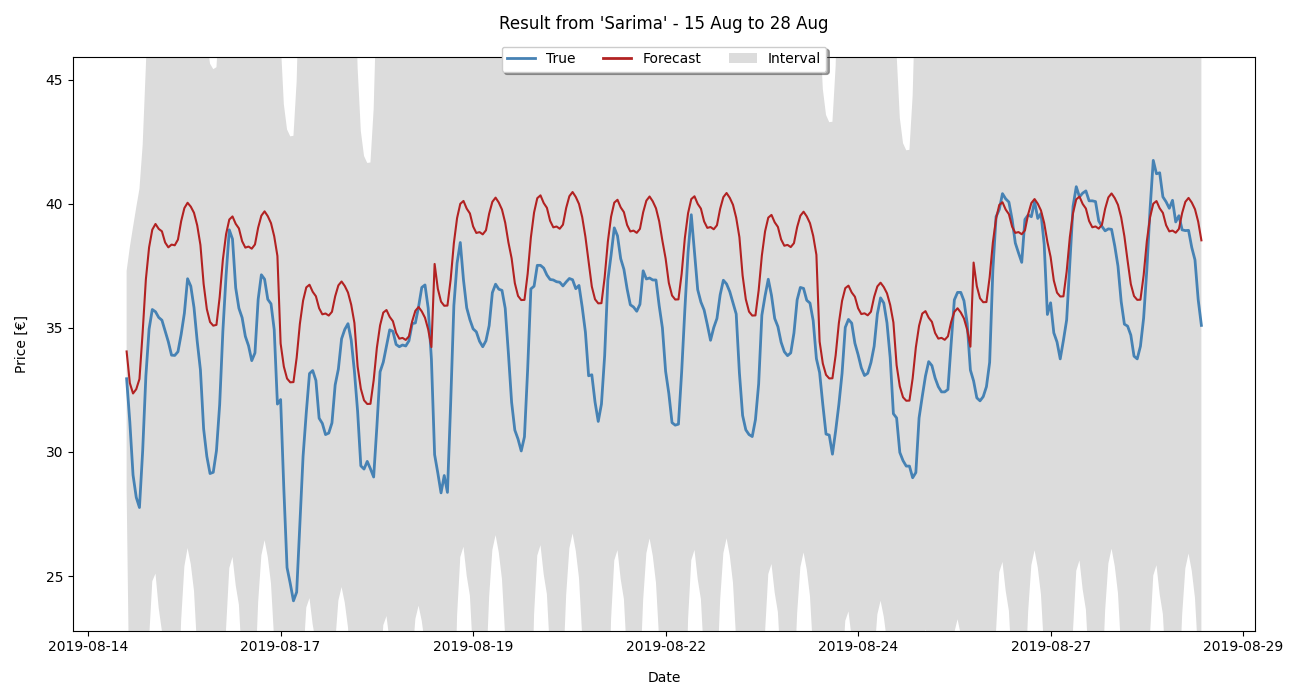 Result from 'Sarima' - 15 Aug to 28 Aug
True Forecast Interval
45
40
35
30
25
Price [€]
2019-08-14 2019-08-17 2019-08-19 2019-08-22 2019-08-24 2019-08-27 2019-08-29
Date